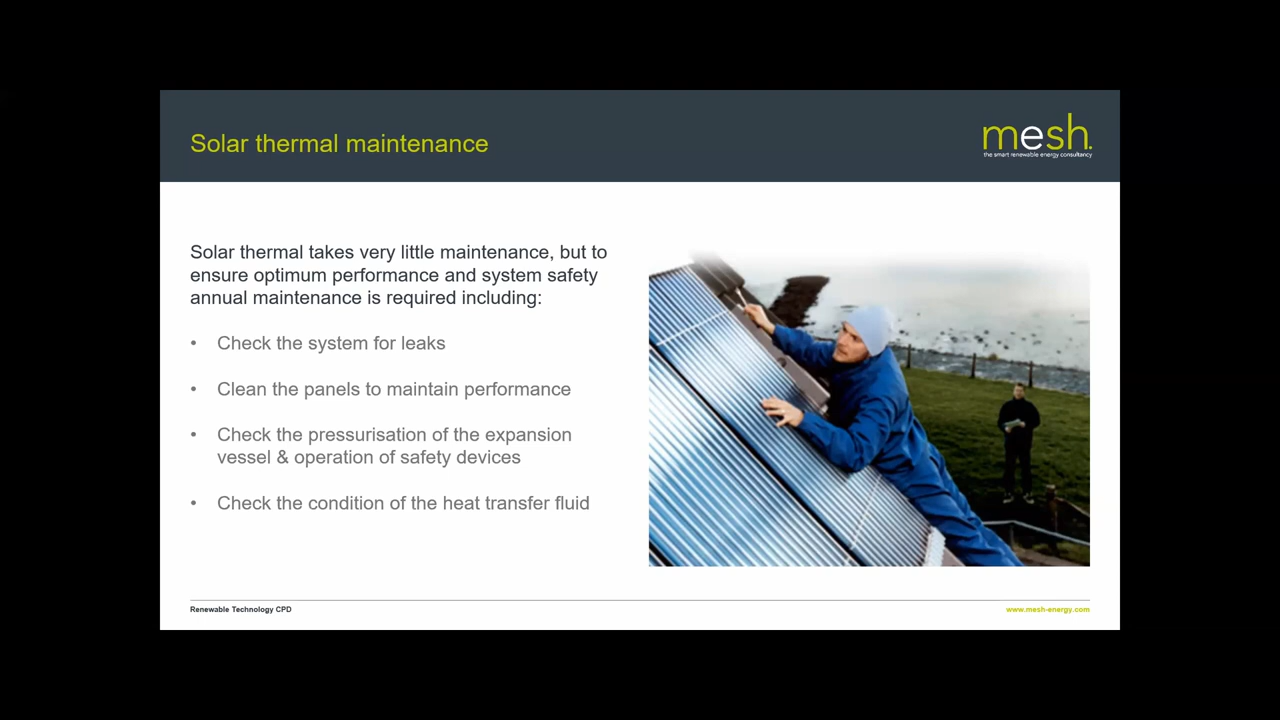 Solar thermal maintenance
mesh.
the smart renewable energy consultancy
Solar thermal takes very little maintenance, but to
ensure optimum performance and system safety
annual maintenance is required including:
• Check the system for leaks
• Clean the panels to maintain performance
• Check the pressurisation of the expansion
vessel & operation of safety devices
• Check the condition of the heat transfer fluid
Renewable Technology CPD
www.mesh-energy.com